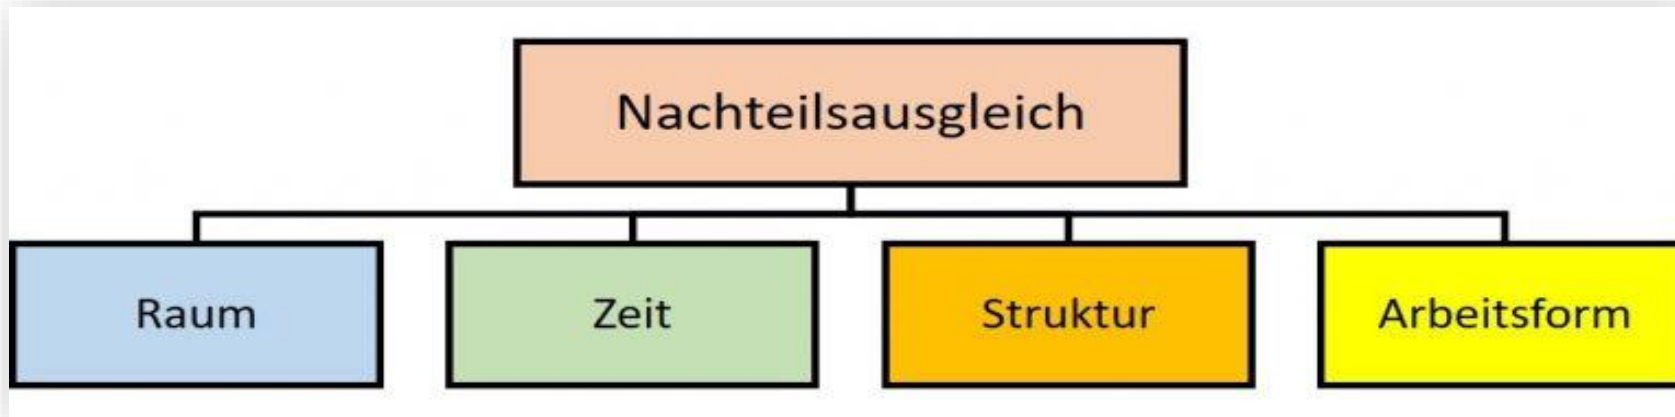 Nachteilsausgleich
Raum
Zeit
Struktur
Arbeitsform